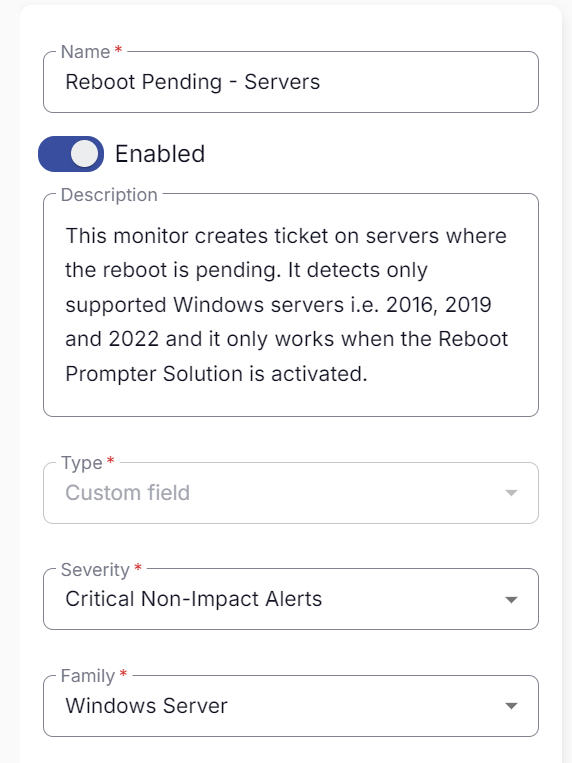 Name *
Reboot Pending - Servers
Enabled
Description
This monitor creates ticket on servers where
the reboot is pending. It detects only
supported Windows servers i.e. 2016, 2019
and 2022 and it only works when the Reboot
Prompter Solution is activated.
Type *
Custom field
Severity *
Critical Non-Impact Alerts
Family *
Windows Server